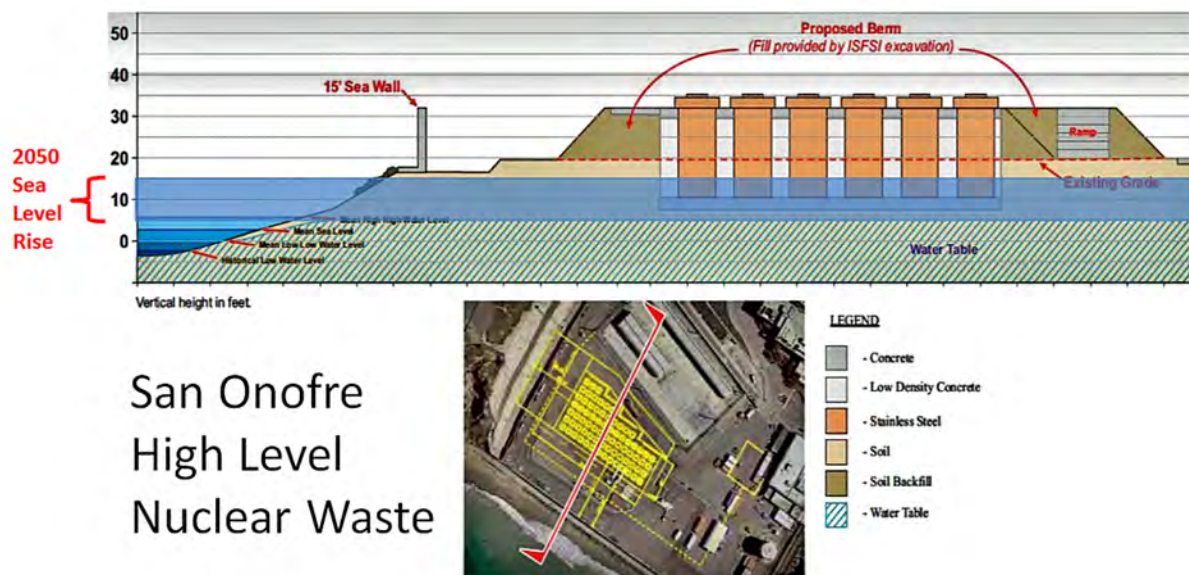 50
40
30
20
10
0
15' Sea Wall
Proposed Berm
(Fill provided by ISFSI excavation)
Ramp
Existing Grade
2050
Sea
Level
Rise
Mean High High Water Level
Mean Sea Level
Mean Low Low Water Level
Historical Low Water Level
Water Table
Vertical height in feet.
San Onofre
High Level
Nuclear Waste
LEGEND
- Concrete
- Low Density Concrete
- Stainless Steel
- Soil
- Soil Backfill
- Water Table